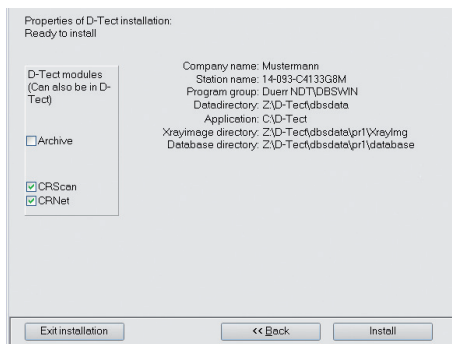 Properties of D-Tect installation:
Ready to install
D-Tect modules
(Can also be in D-
Tect)
Archive
CRScan
CRNet
Company name: Mustermann
Station name: 14-093-C4133G8M
Program group: Duerr NDT\DBSWIN
Datadirectory: Z:\D-Tect\dbsdata
Application: C:\D-Tect
Xrayimage directory: Z:\D-Tect\dbsdata\pr1\XrayImg
Database directory: Z:\D-Tect\dbsdata\pr1\database
Exit installation
<< Back
Install